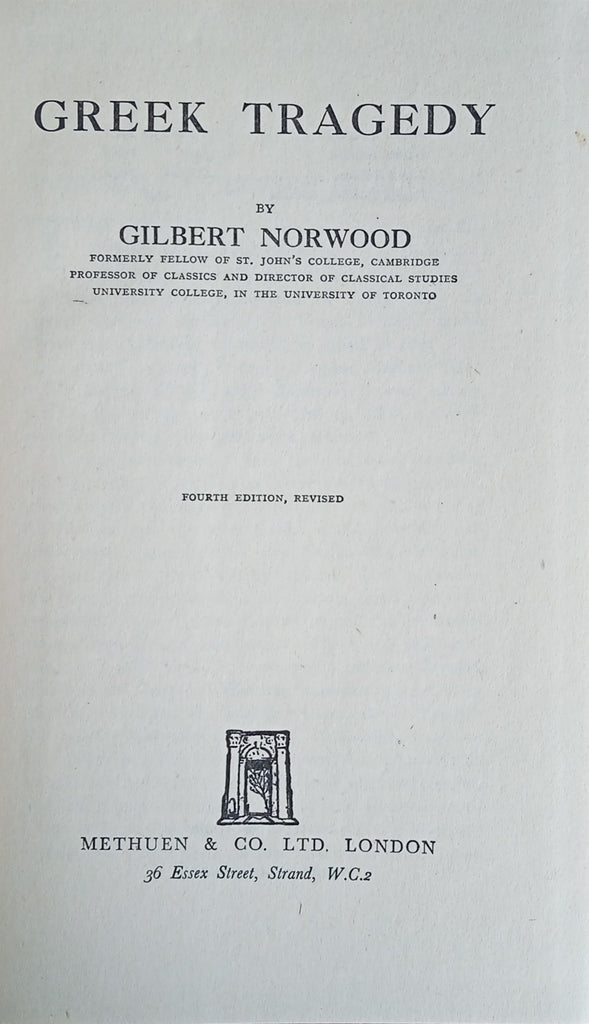 GREEK TRAGEDY
BY
GILBERT NORWOOD
FORMERLY FELLOW OF ST. JOHN'S COLLEGE, CAMBRIDGE
PROFESSOR OF CLASSICS AND DIRECTOR OF CLASSICAL STUDIES
UNIVERSITY COLLEGE, IN THE UNIVERSITY OF TORONTO
FOURTH EDITION, REVISED
METHUEN & CO. LTD. LONDON
36 Essex Street, Strand, W.C.2